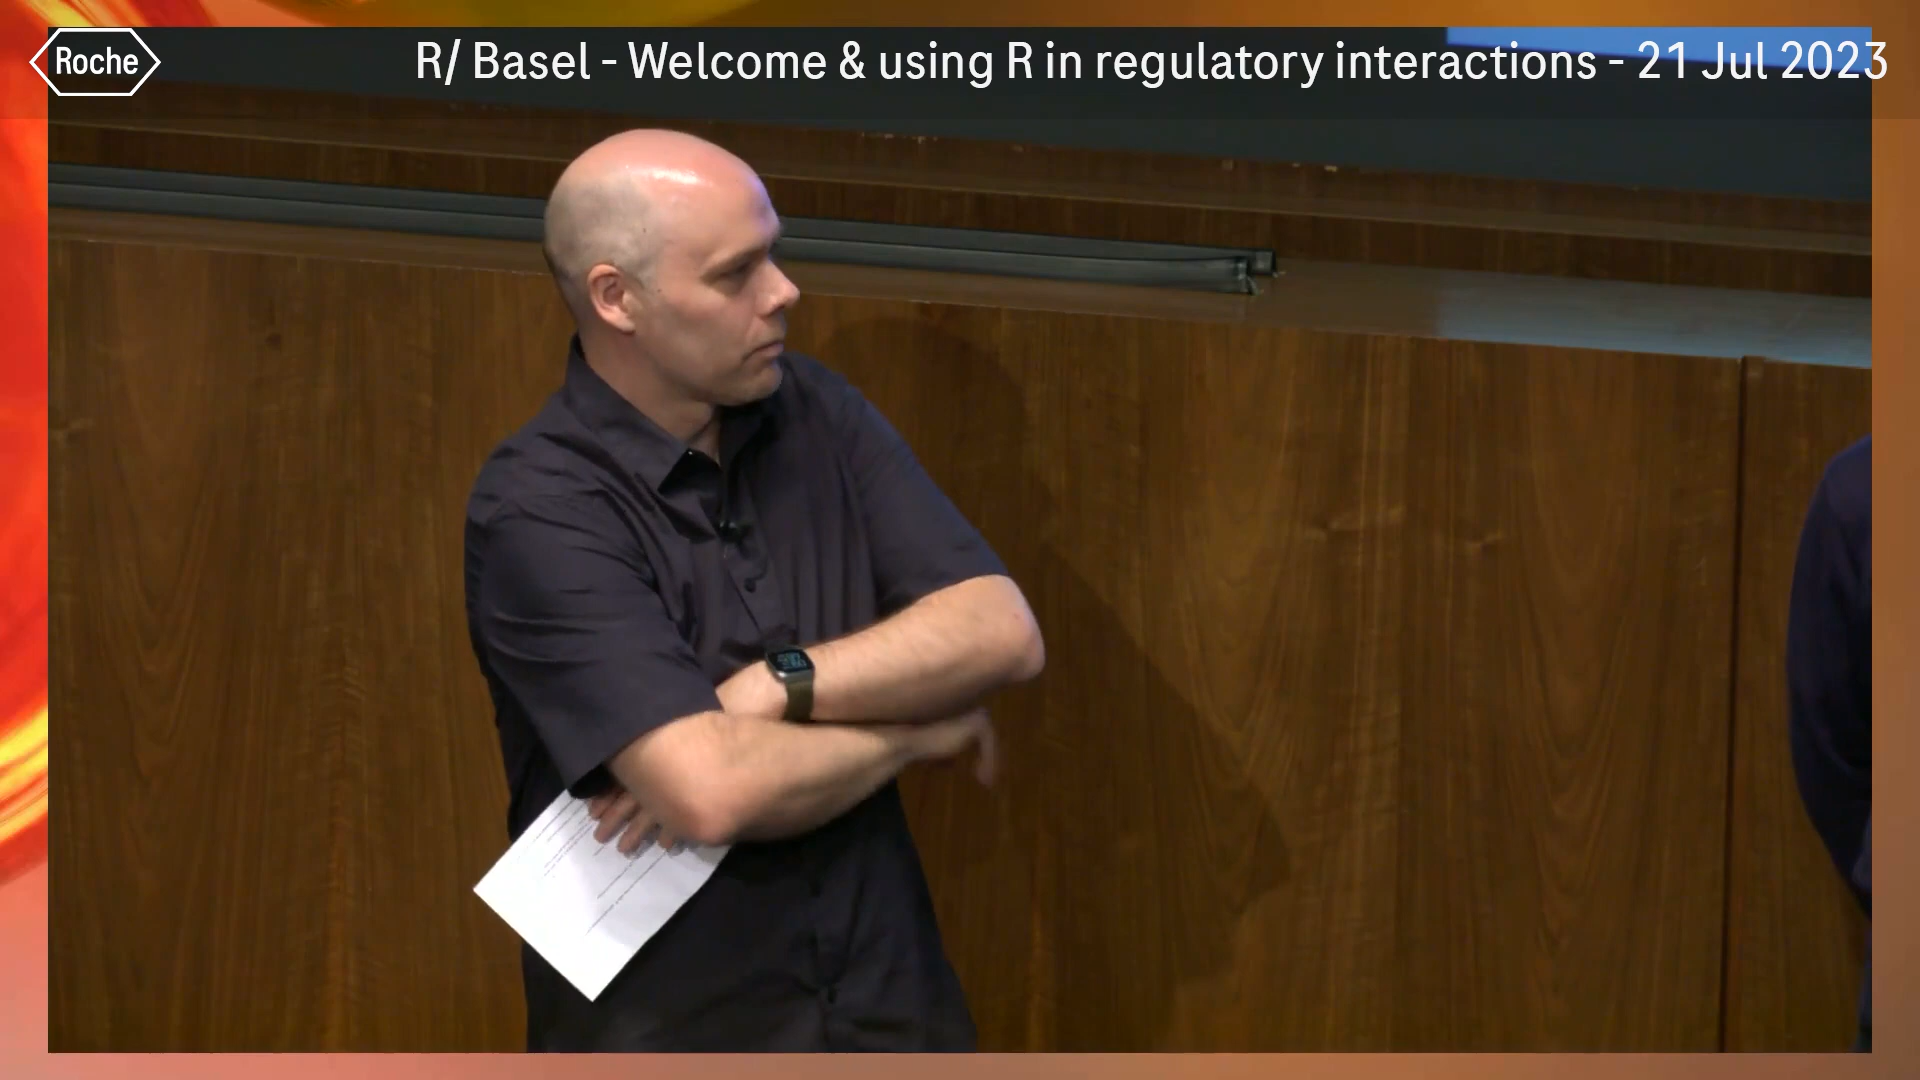 Roche
R/ Basel - Welcome & using R in regulatory interactions - 21 Jul 2023